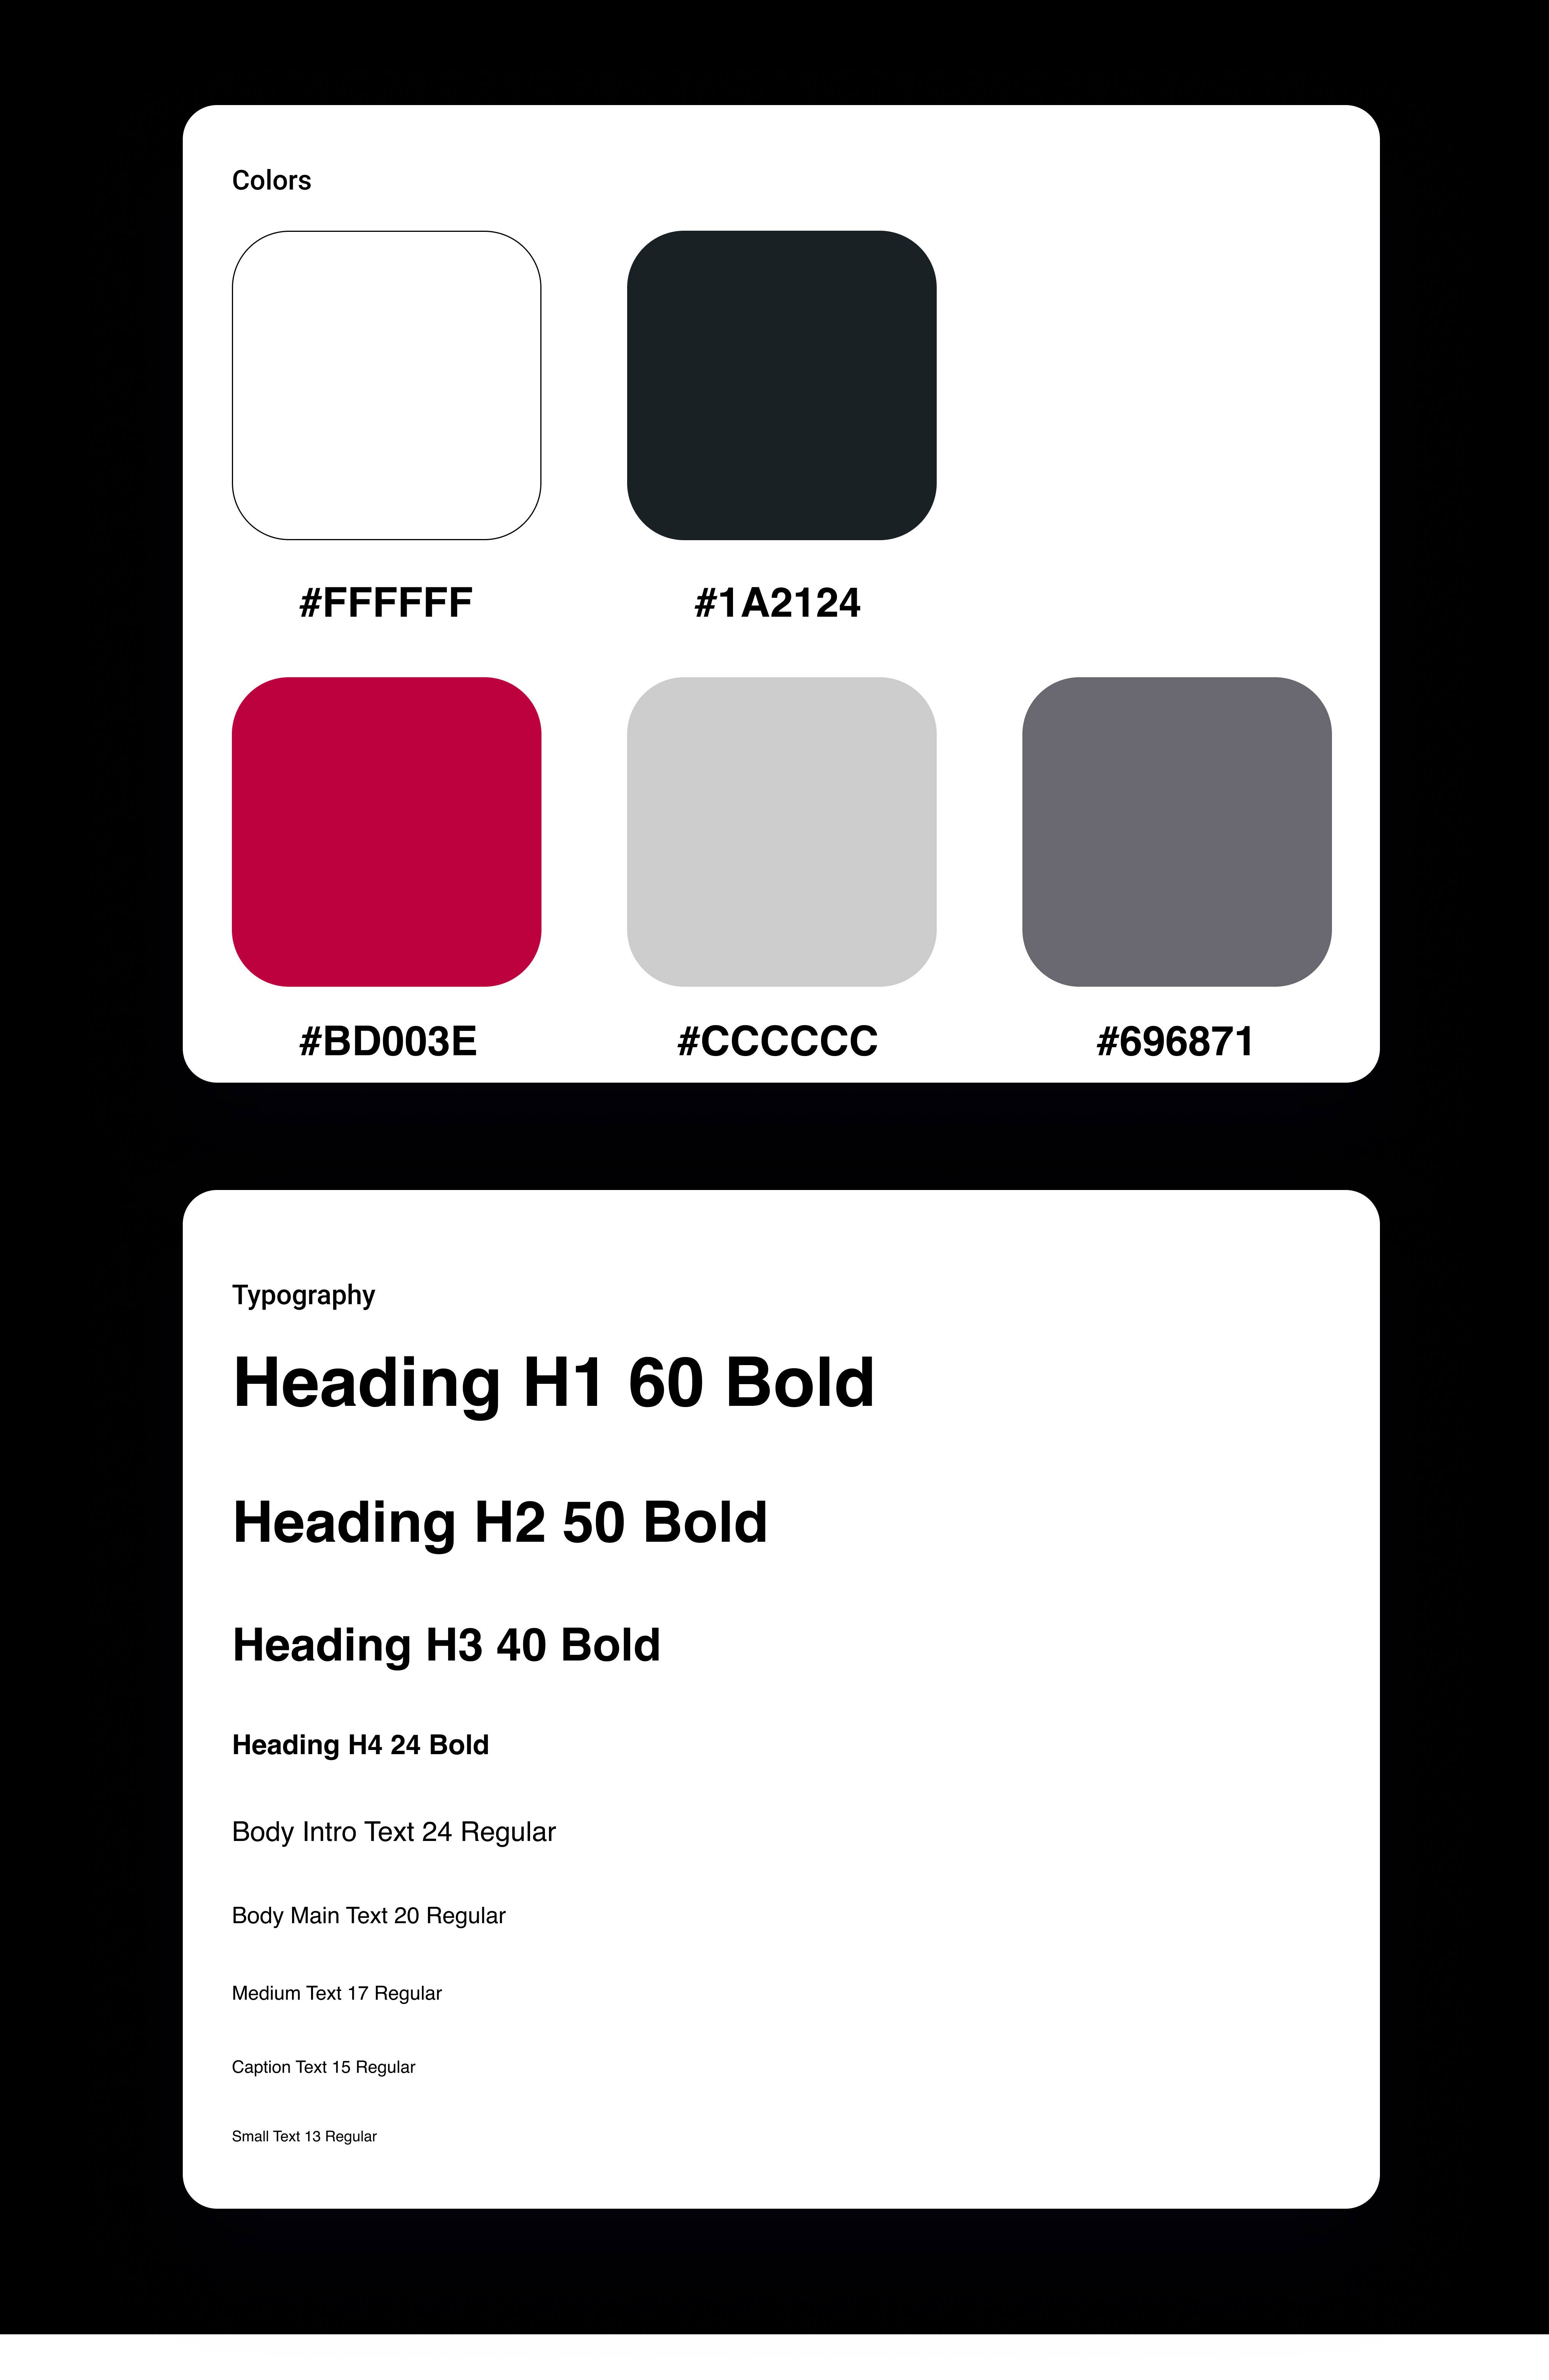 Colors
#FFFFFF
#1A2124
#BD003E
#CCCCCC
#696871
Typography
Heading H1 60 Bold
Heading H2 50 Bold
Heading H3 40 Bold
Heading H4 24 Bold
Body Intro Text 24 Regular
Body Main Text 20 Regular
Medium Text 17 Regular
Caption Text 15 Regular
Small Text 13 Regular